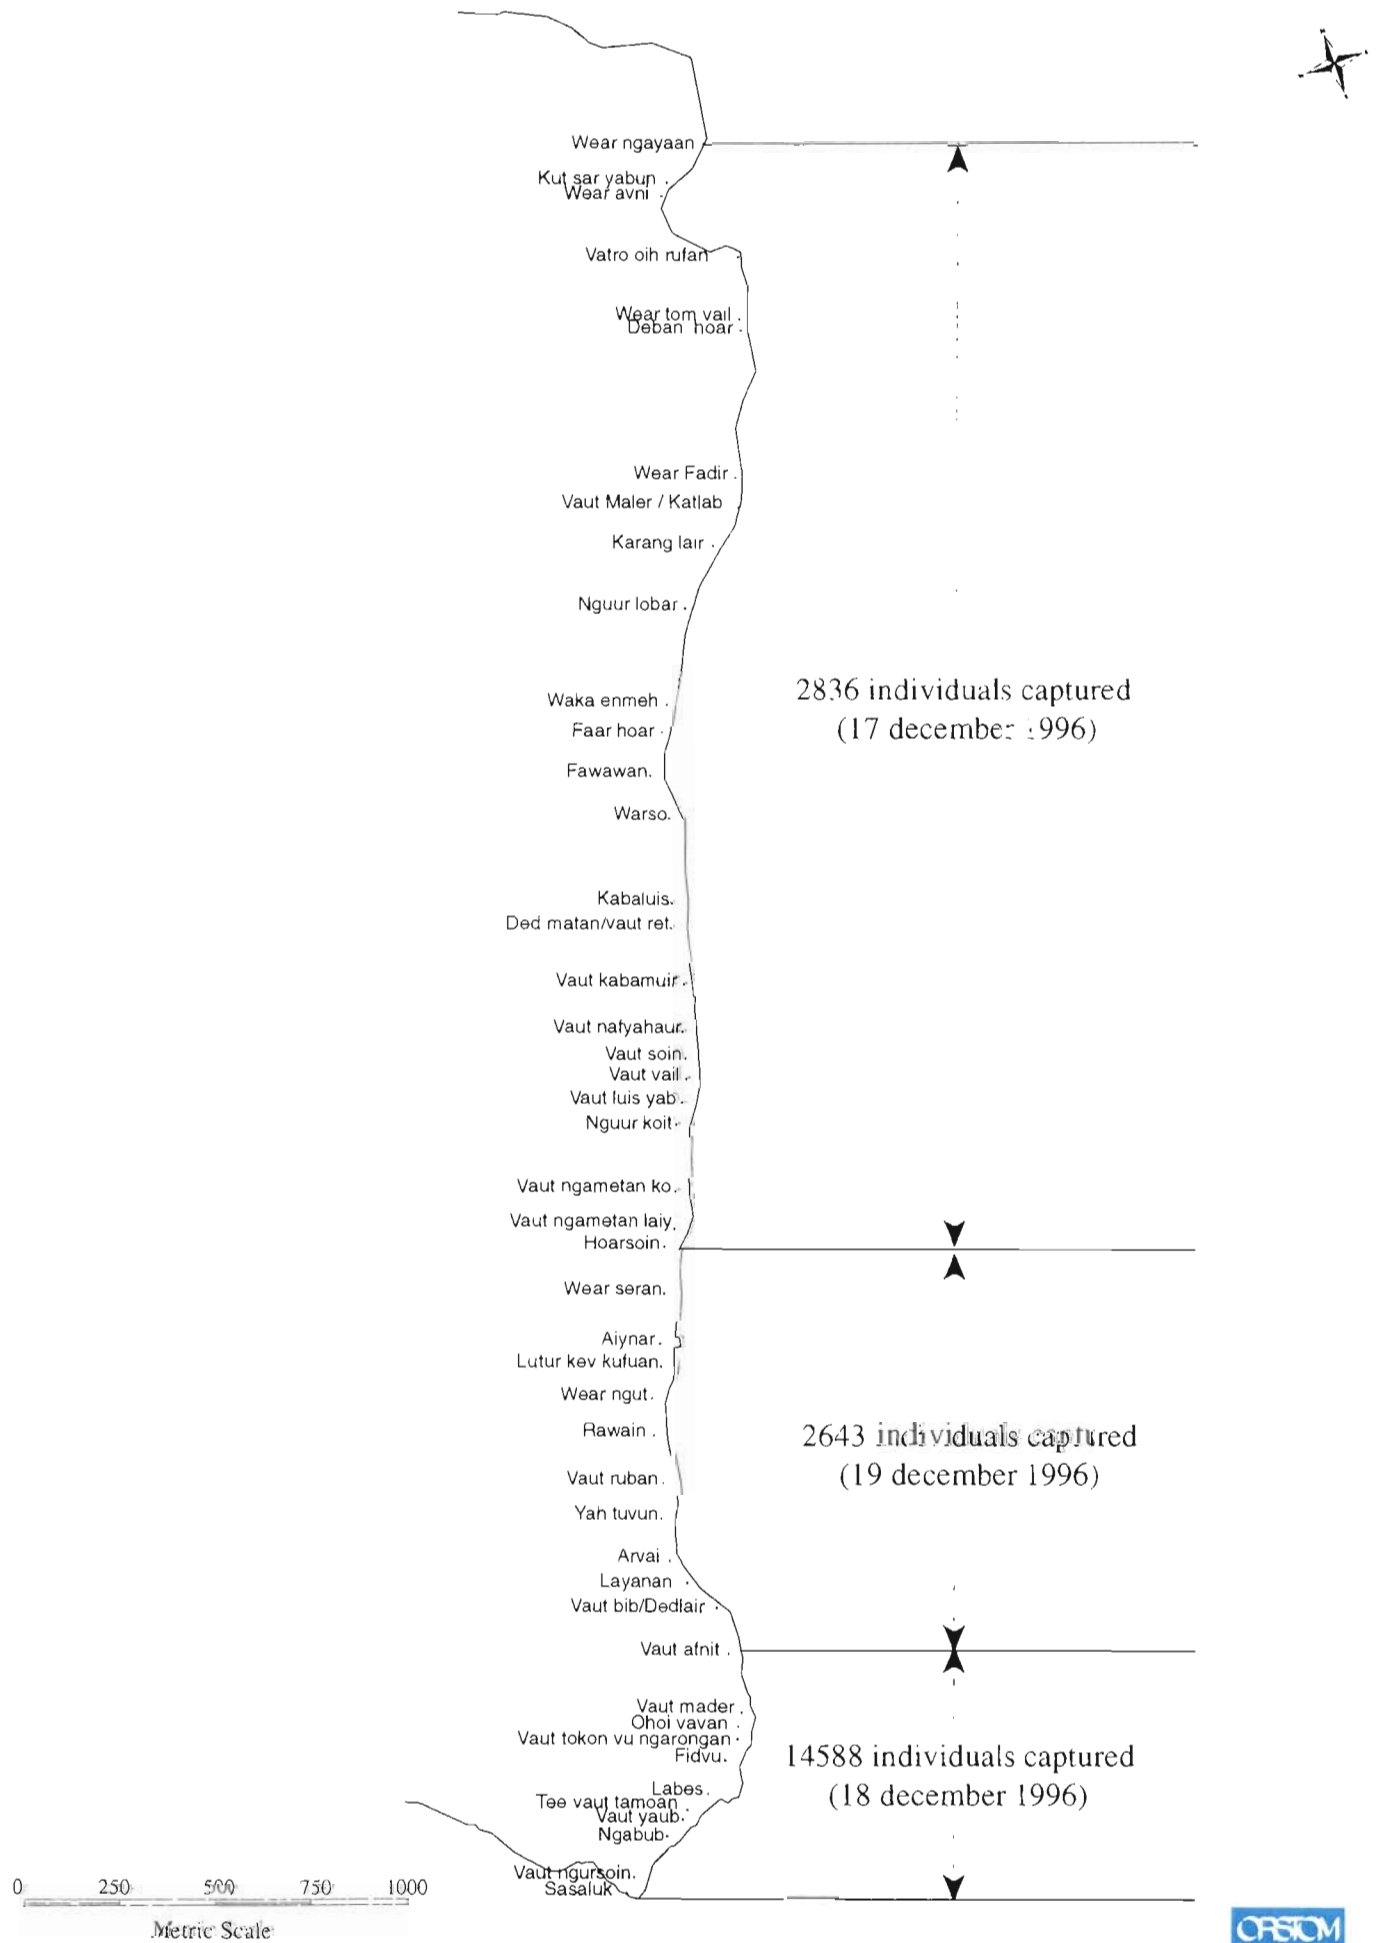 Wear ngayaan
Kut sar yabun
Wear avni
Vatro oih rufan
Wear tom vail
Deban hoar
Wear Fadir
Vaut Maler / Katlab
Karang lair
Nguur lobar
Waka enmeh
2836 individuals captured
(17 december 1996)
Faar hoar
Fawawan.
Warso.
Kabaluis.
Ded matan/vaut ret.
Vaut kabamuir
Vaut nafyahaur.
Vaut soin.
Vaut vail
Vaut luis yab
Nguur koit
Vaut ngametan ko.
Vaut ngametan laiy.
Hoarsoin.
Wear seran.
Aiynar.
Lutur kev kufuan.
Wear ngut.
Rawain .
2643 individuals captured
(19 december 1996)
Vaut ruban.
Yah tuvun.
Arvai .
Layanan
Vaut bib/Dedlair
Vaut afnit .
Vaut mader
Ohoi vavan
Vaut tokon vu ngarongan
Fidvu.
14588 individuals captured
(18 december 1996)
Labes.
Tee vaut tamoan
Vaut yaub.
Ngabub
Vaut ngursoin.
Sasaluk
0 250 500 750 1000
Metric Scale
ORSTOM